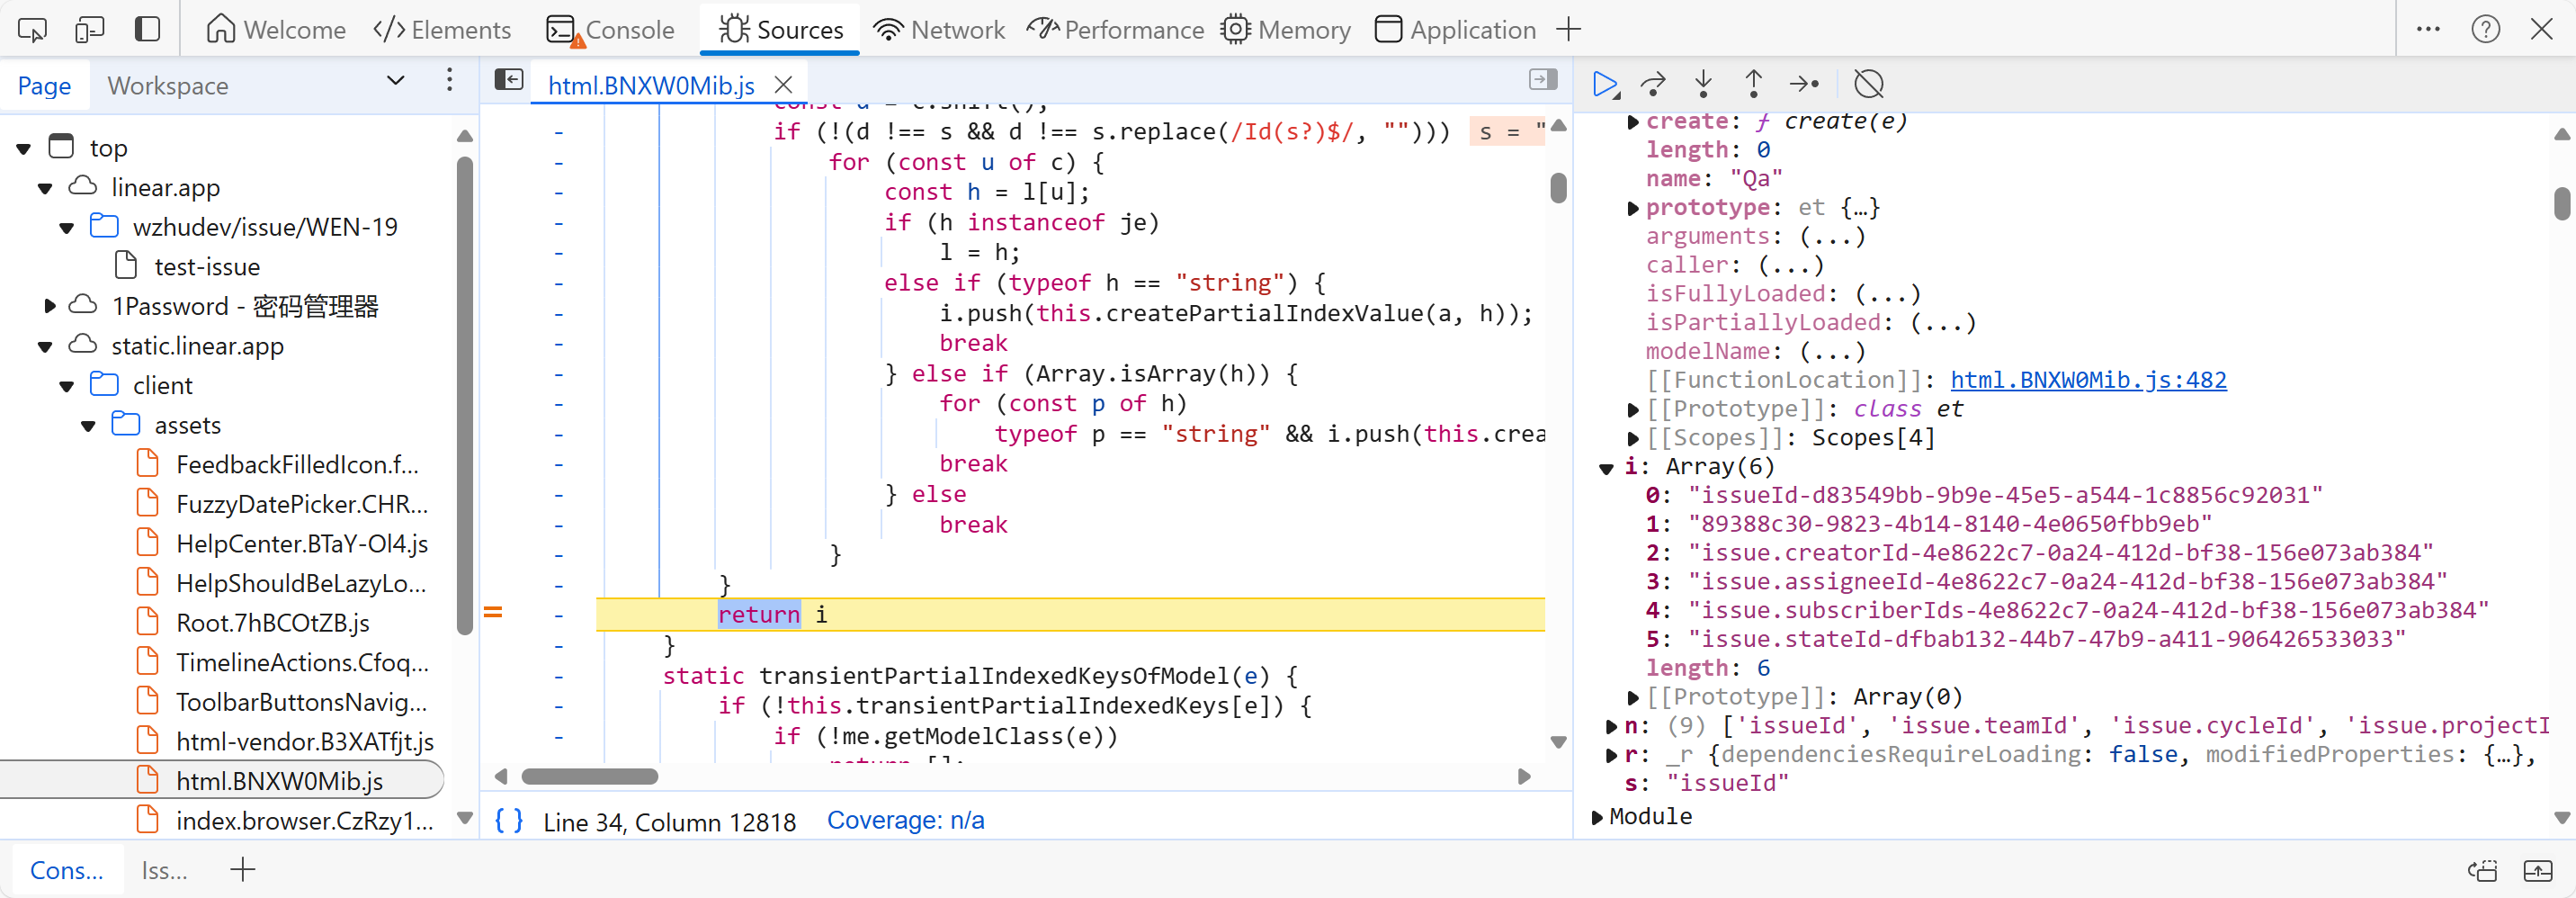 Welcome
</> Elements
Console
Sources
Network
Performance
Memory
Application
Page
Workspace
top
linear.app
wzhudev/issue/WEN-19
test-issue
1Password - 密码管理器
static.linear.app
client
assets
FeedbackFilledIcon.f...
FuzzyDatePicker.CHR...
HelpCenter.BTaY-Ol4.js
HelpShouldBeLazyLo...
Root.7hBCOtZB.js
TimelineActions.Cfoq...
ToolbarButtonsNavig...
html-vendor.B3XATfjt.js
html.BNXW0Mib.js
index.browser.CzRzy1...
html.BNXW0Mib.js
if (!(d !== s && d !== s.replace(/Id(s?)$/, ""))) s = "
for (const u of c) {
const h = l[u];
if (h instanceof je)
l = h;
else if (typeof h == "string") {
i.push(this.createPartialIndexValue(a, h));
break
} else if (Array.isArray(h)) {
for (const p of h)
typeof p == "string" && i.push(this.crea
break
} else
break
}
}
return i
}
static transientPartialIndexedKeysOfModel(e) {
if (!this.transientPartialIndexedKeys[e]) {
if (!me.getModelClass(e))
return [];
{ } Line 34, Column 12818 Coverage: n/a
create: ƒ create(e)
length: 0
name: "Qa"
prototype: et {…}
arguments: (...)
caller: (...)
isFullyLoaded: (...)
isPartiallyLoaded: (...)
modelName: (...)
[[FunctionLocation]]: html.BNXW0Mib.js:482
[[Prototype]]: class et
[[Scopes]]: Scopes[4]
i: Array(6)
0: "issueId-d83549bb-9b9e-45e5-a544-1c8856c92031"
1: "89388c30-9823-4b14-8140-4e0650fbb9eb"
2: "issue.creatorId-4e8622c7-0a24-412d-bf38-156e073ab384"
3: "issue.assigneeId-4e8622c7-0a24-412d-bf38-156e073ab384"
4: "issue.subscriberIds-4e8622c7-0a24-412d-bf38-156e073ab384"
5: "issue.stateId-dfbab132-44b7-47b9-a411-906426533033"
length: 6
[[Prototype]]: Array(0)
n: (9) ['issueId', 'issue.teamId', 'issue.cycleId', 'issue.projectI
r: _r {dependenciesRequireLoading: false, modifiedProperties: {…},
s: "issueId"
Module
Cons...
Iss...